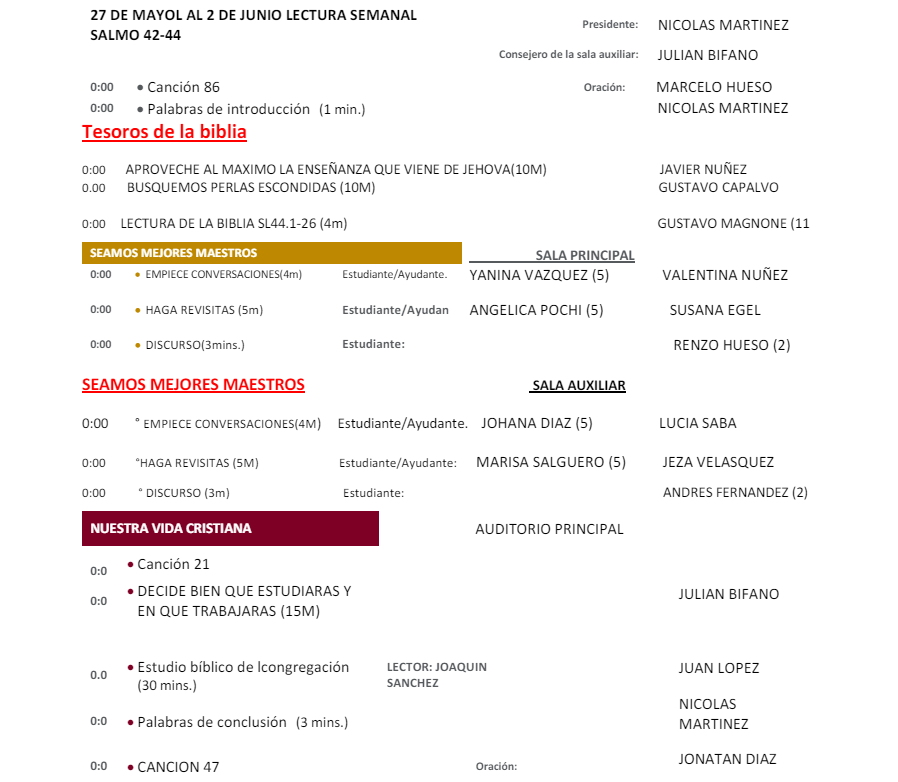 27 DE MAYOL AL 2 DE JUNIO LECTURA SEMANAL
SALMO 42-44
Presidente: NICOLAS MARTINEZ
Consejero de la sala auxiliar: JULIAN BIFANO
0:00 • Canción 86 Oración: MARCELO HUESO
0:00 • Palabras de introducción (1 min.) NICOLAS MARTINEZ
Tesoros de la biblia
0:00 APROVECHE AL MAXIMO LA ENSEÑANZA QUE VIENE DE JEHOVA(10M) JAVIER NUÑEZ
0.00 BUSQUEMOS PERLAS ESCONDIDAS (10M) GUSTAVO CAPALVO
0:00 LECTURA DE LA BIBLIA SL44.1-26 (4m) GUSTAVO MAGNONE (11
SEAMOS MEJORES MAESTROS SALA PRINCIPAL
0:00 • EMPIECE CONVERSACIONES(4m) Estudiante/Ayudante. YANINA VAZQUEZ (5) VALENTINA NUÑEZ
0:00 • HAGA REVISITAS (5m) Estudiante/Ayudan ANGELICA POCHI (5) SUSANA EGEL
0:00 • DISCURSO(3mins.) Estudiante: RENZO HUESO (2)
SEAMOS MEJORES MAESTROS SALA AUXILIAR
0:00 ° EMPIECE CONVERSACIONES(4M) Estudiante/Ayudante. JOHANA DIAZ (5) LUCIA SABA
0:00 °HAGA REVISITAS (5M) Estudiante/Ayudante: MARISA SALGUERO (5) JEZA VELASQUEZ
0:00 ° DISCURSO (3m) Estudiante: ANDRES FERNANDEZ (2)
NUESTRA VIDA CRISTIANA AUDITORIO PRINCIPAL
0:0 • Canción 21
0:0 • DECIDE BIEN QUE ESTUDIARAS Y
EN QUE TRABAJARAS (15M) JULIAN BIFANO
0.0 • Estudio bíblico de lcongregación
(30 mins.) LECTOR: JOAQUIN
SANCHEZ JUAN LOPEZ
0:0 • Palabras de conclusión (3 mins.) NICOLAS
MARTINEZ
0:0 • CANCION 47 Oración: JONATAN DIAZ